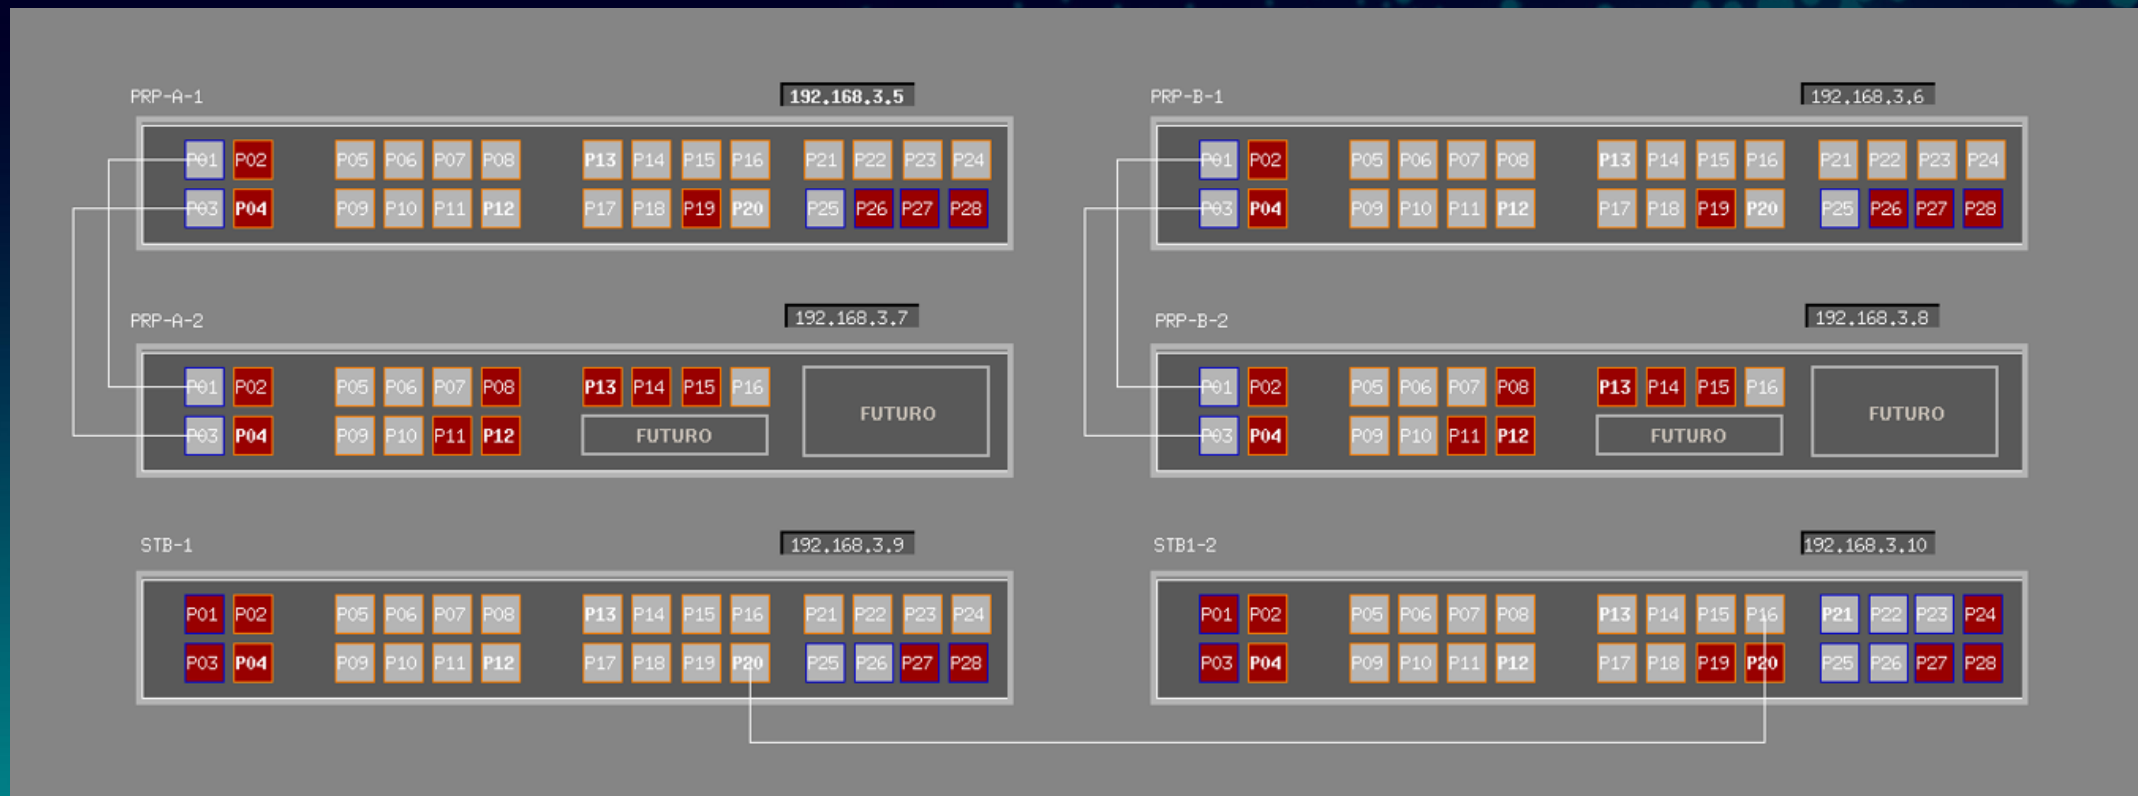 PRP-A-1 192.168.3.5
P01 P02 P05 P06 P07 P08 P13 P14 P15 P16 P21 P22 P23 P24
P03 P04 P09 P10 P11 P12 P17 P18 P19 P20 P25 P26 P27 P28
PRP-B-1 192.168.3.6
P01 P02 P05 P06 P07 P08 P13 P14 P15 P16 P21 P22 P23 P24
P03 P04 P09 P10 P11 P12 P17 P18 P19 P20 P25 P26 P27 P28
PRP-A-2 192.168.3.7
P01 P02 P05 P06 P07 P08 P13 P14 P15 P16 FUTURO
P03 P04 P09 P10 P11 P12 FUTURO
PRP-B-2 192.168.3.8
P01 P02 P05 P06 P07 P08 P13 P14 P15 P16 FUTURO
P03 P04 P09 P10 P11 P12 FUTURO
STB-1 192.168.3.9
P01 P02 P05 P06 P07 P08 P13 P14 P15 P16 P21 P22 P23 P24
P03 P04 P09 P10 P11 P12 P17 P18 P19 P20 P25 P26 P27 P28
STB1-2 192.168.3.10
P01 P02 P05 P06 P07 P08 P13 P14 P15 P16 P21 P22 P23 P24
P03 P04 P09 P10 P11 P12 P17 P18 P19 P20 P25 P26 P27 P28